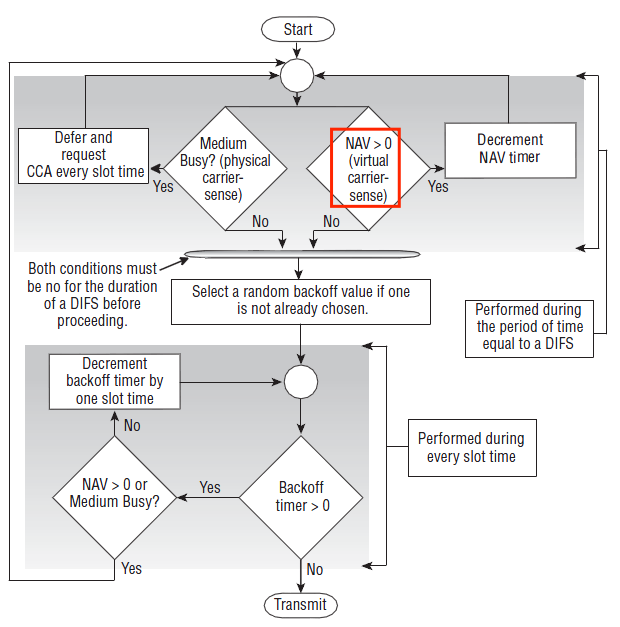 Start
Defer and
request
CCA every slot time
Yes
Medium
Busy? (physical
carrier-
sense)
No
NAV > 0
(virtual
carrier-
sense)
No
Yes
Decrement
NAV timer
Both conditions must
be no for the duration
of a DIFS before
proceeding.
Select a random backoff value if one
is not already chosen.
Performed during
the period of time
equal to a DIFS
Decrement
backoff timer by
one slot time
No
NAV > 0 or
Medium Busy?
Yes
Yes
Backoff
timer > 0
No
Performed during
every slot time
Transmit